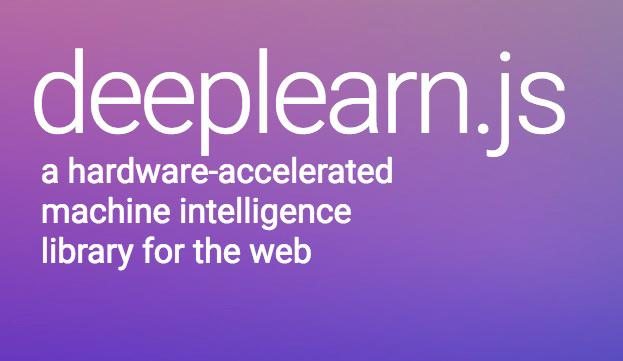 deeplearn.js
a hardware-accelerated
machine intelligence
library for the web